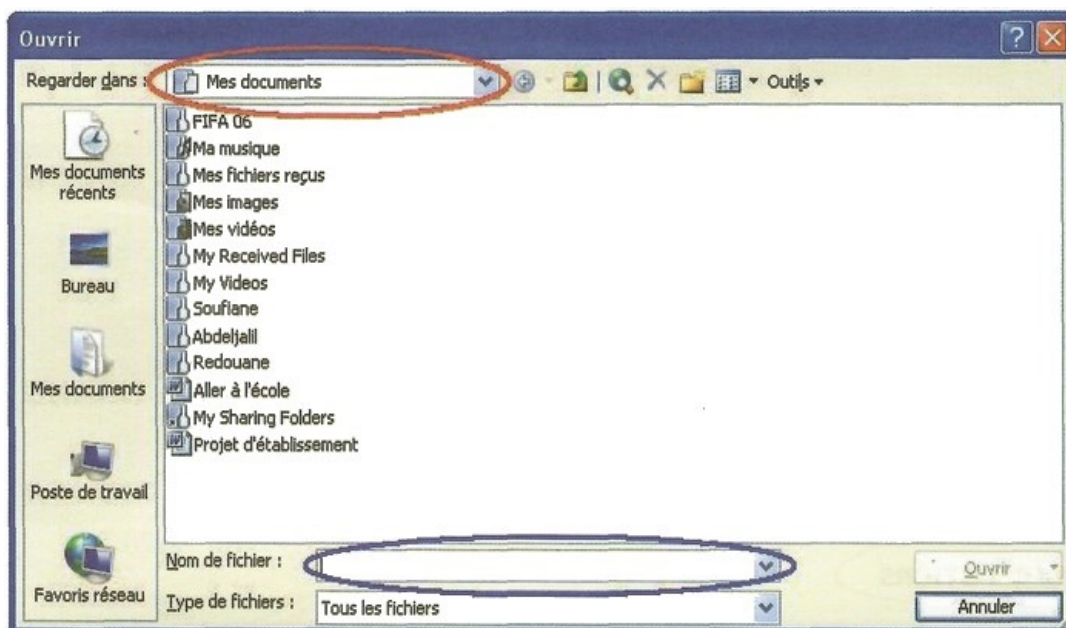 Ouvrir
Regarder dans :
Mes documents
Outils
Mes documents
récents
Bureau
Mes documents
Poste de travail
Favoris réseau
FIFA 06
Ma musique
Mes fichiers reçus
Mes images
Mes vidéos
My Received Files
My Videos
Soufiane
Abdeljalil
Redouane
Aller à l'école
My Sharing Folders
Projet d'établissement
Nom de fichier :
Ouvrir
Type de fichiers :
Tous les fichiers
Annuler